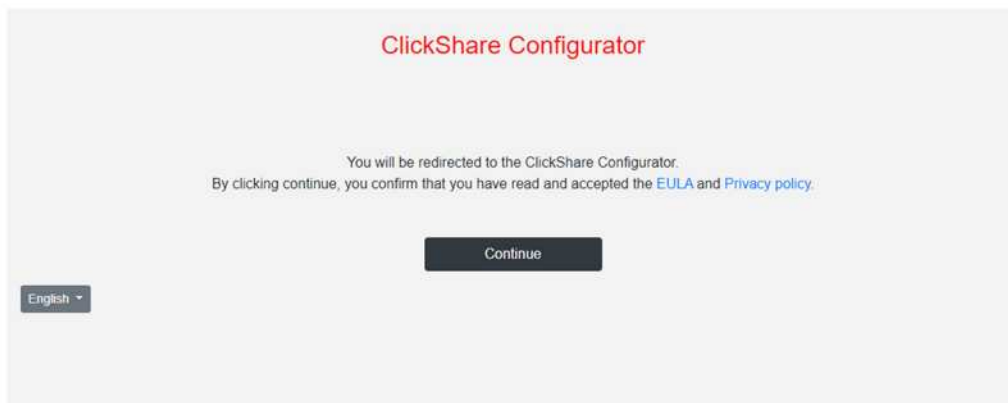 ClickShare Configurator
You will be redirected to the ClickShare Configurator.
By clicking continue, you confirm that you have read and accepted the EULA and Privacy policy.
Continue
English